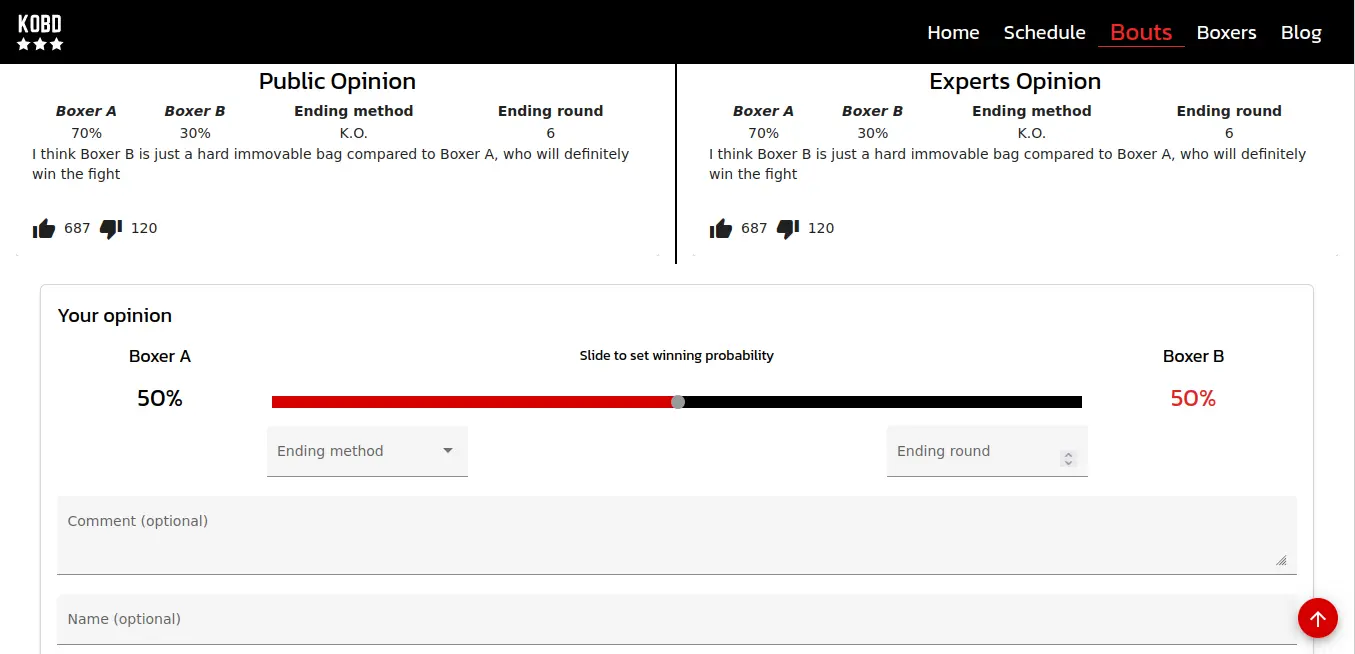 KOBD
Home Schedule Bouts Boxers Blog
Public Opinion
Boxer A Boxer B Ending method Ending round
70% 30% K.O. 6
I think Boxer B is just a hard immovable bag compared to Boxer A, who will definitely
win the fight
687 120
Experts Opinion
Boxer A Boxer B Ending method Ending round
70% 30% K.O. 6
I think Boxer B is just a hard immovable bag compared to Boxer A, who will definitely
win the fight
687 120
Your opinion
Boxer A Slide to set winning probability Boxer B
50% 50%
Ending method Ending round
Comment (optional)
Name (optional)